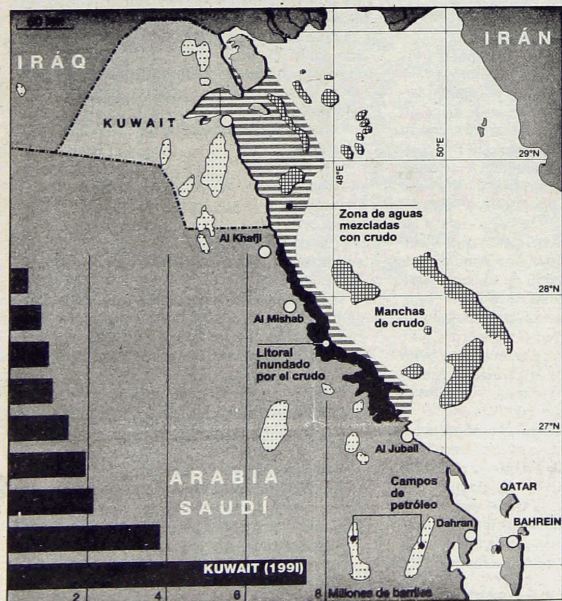 IRÁQ
IRÁN
KUWAIT
48°E
50°E
29°N
Zona de aguas
mezcladas
con crudo
Al Khafji
28°N
Al Mishab
Manchas
de crudo
Litoral
inundado
por el crudo
27°N
Al Jubail
ARABIA
SAUDÍ
Campos
de
petróleo
QATAR
Dahran
BAHREIN
KUWAIT (1991)
2
4
6
8 Millones de barriles